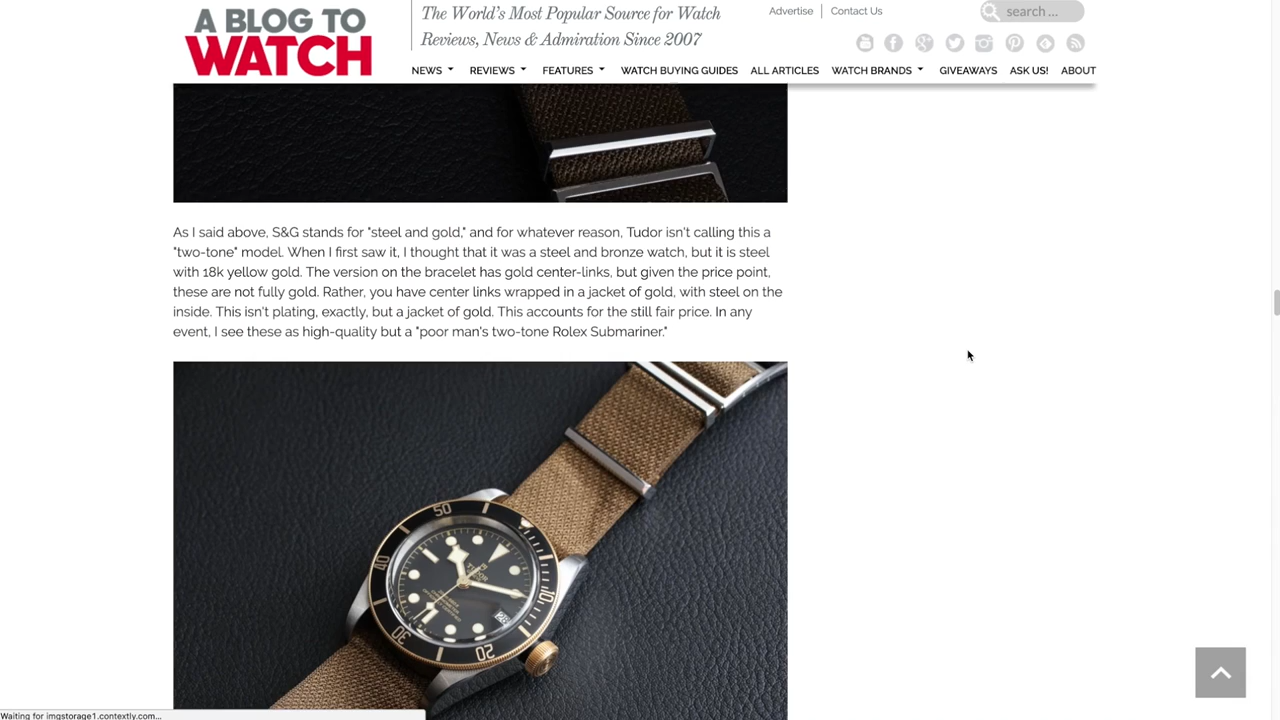 A BLOG TO
WATCH
The World's Most Popular Source for Watch
Reviews, News & Admiration Since 2007
Advertise
Contact Us
search ...
NEWS
REVIEWS
FEATURES
WATCH BUYING GUIDES
ALL ARTICLES
WATCH BRANDS
GIVEAWAYS
ASK US!
ABOUT
As I said above, S&G stands for "steel and gold," and for whatever reason, Tudor isn't calling this a
"two-tone" model. When I first saw it, I thought that it was a steel and bronze watch, but it is steel
with 18k yellow gold. The version on the bracelet has gold center-links, but given the price point,
these are not fully gold. Rather, you have center links wrapped in a jacket of gold, with steel on the
inside. This isn't plating, exactly, but a jacket of gold. This accounts for the still fair price. In any
event, I see these as high-quality but a "poor man's two-tone Rolex Submariner."
50
40
10
TUDOR
30
20
Waiting for imgstorage1.contextly.com...